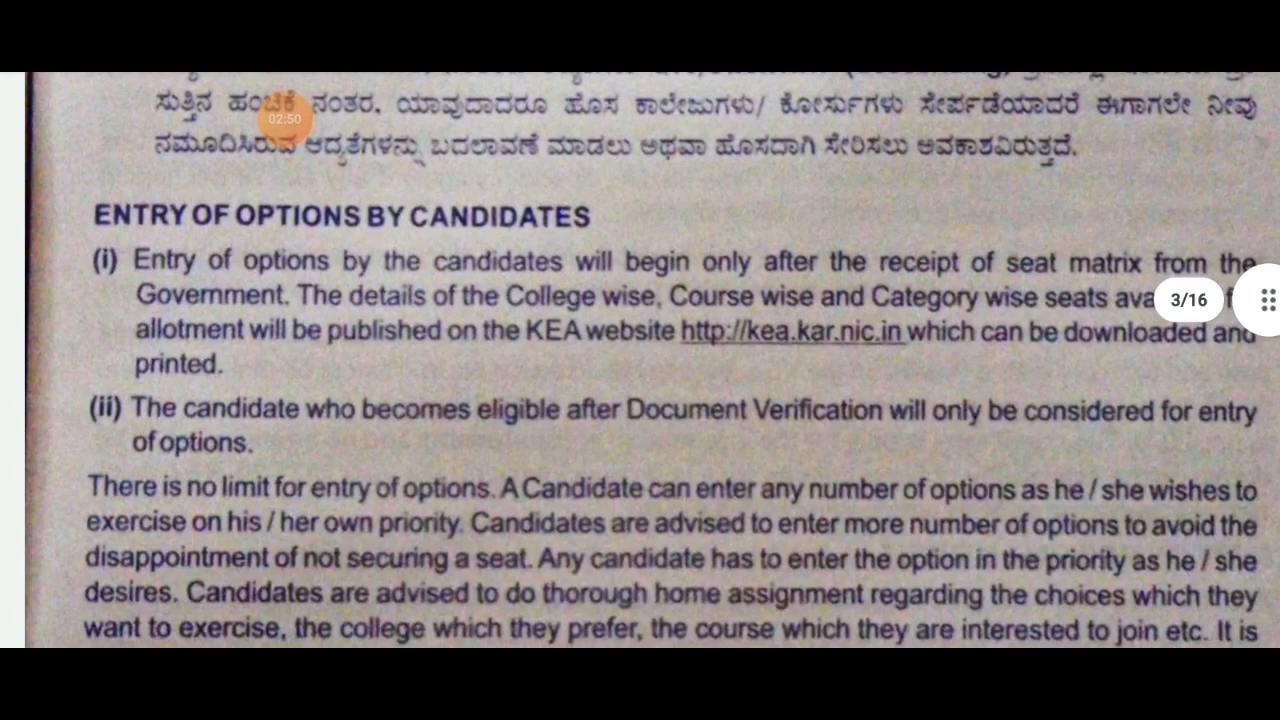 ಸುತ್ತಿನ ಹಂಚಿಕೆ ನಂತರ. ಯಾವುದಾದರೂ ಹೊಸ ಕಾಲೇಜುಗಳು/ ಕೋರ್ಸುಗಳು ಸೇರ್ಪಡೆಯಾದರೆ ಈಗಾಗಲೇ ನೀವು
02:50
ನಮೂದಿಸಿರುವ ಆದ್ಯತೆಗಳನ್ನು ಬದಲಾವಣೆ ಮಾಡಲು ಅಥವಾ ಹೊಸದಾಗಿ ಸೇರಿಸಲು ಅವಕಾಶವಿರುತ್ತದೆ.
ENTRY OF OPTIONS BY CANDIDATES
(i) Entry of options by the candidates will begin only after the receipt of seat matrix from the
Government. The details of the College wise, Course wise and Category wise seats
3/16
allotment will be published on the KEA website http://kea.kar.nic.in which can be downloaded and
printed.
(ii) The candidate who becomes eligible after Document Verification will only be considered for entry
of options.
There is no limit for entry of options. A Candidate can enter any number of options as he / she wishes to
exercise on his / her own priority. Candidates are advised to enter more number of options to avoid the
disappointment of not securing a seat. Any candidate has to enter the option in the priority as he / she
desires. Candidates are advised to do thorough home assignment regarding the choices which they
want to exercise, the college which they prefer, the course which they are interested to join etc. It is